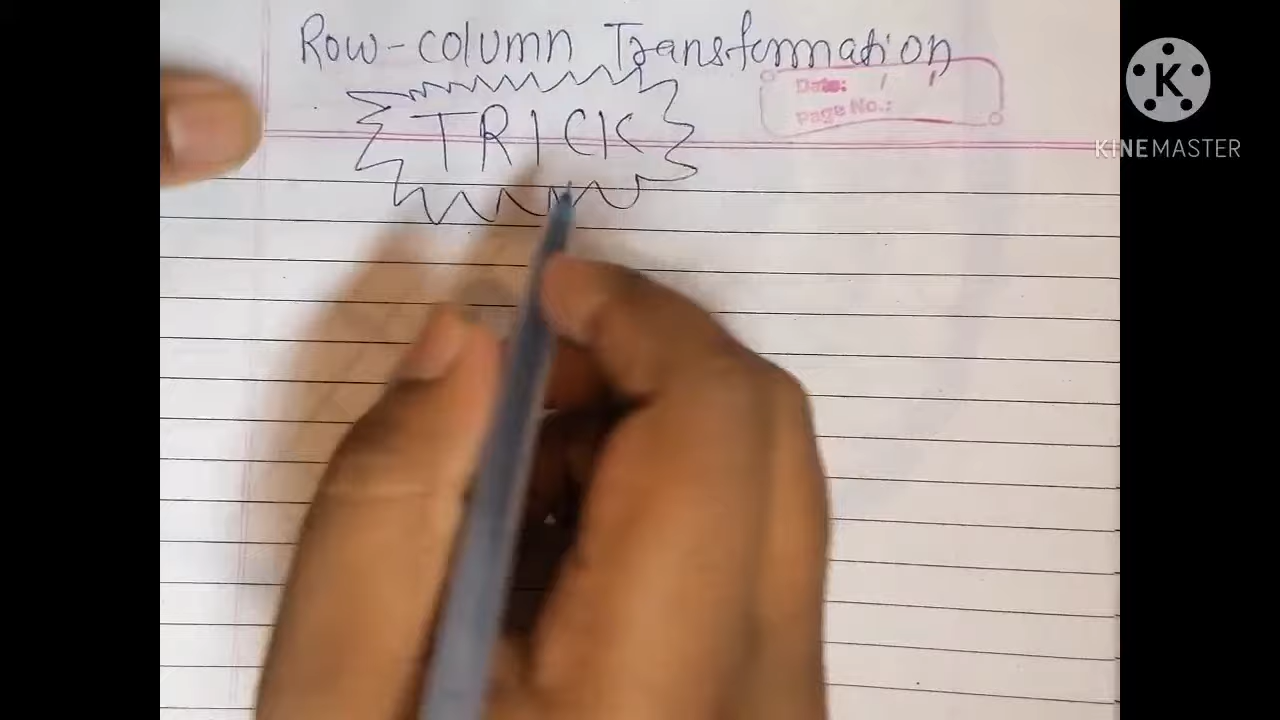 Row-column Transformation
Date: / /
Page No.:
TRICK
K
KINEMASTER